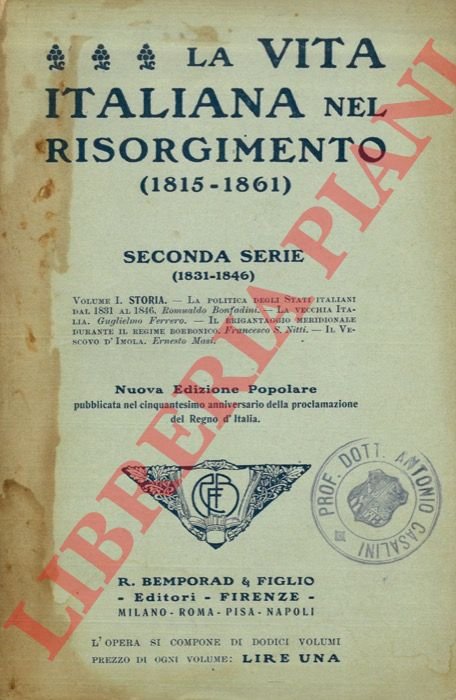 LA VITA
ITALIANA NEL
RISORGIMENTO
(1815-1861)
SECONDA SERIE
(1831-1846)
VOLUME I. STORIA. — LA POLITICA DEGLI STATI ITALIANI
DAL 1831 AL 1846. Romualdo Bonfadini. — LA VECCHIA ITA-
LIA. Guglielmo Ferrero. — IL BRIGANTAGGIO MERIDIONALE
DURANTE IL REGIME BORBONICO. Francesco S. Nitti. — IL VE-
SCOVO D'IMOLA. Ernesto Masi.
Nuova Edizione Popolare
pubblicata nel cinquantesimo anniversario della proclamazione
del Regno d'Italia.
PROF. DOTT. ANTONIO CASALINI
R. BEMPORAD & FIGLIO
- Editori - FIRENZE -
MILANO - ROMA - PISA - NAPOLI
L'OPERA SI COMPONE DI DODICI VOLUMI
PREZZO DI OGNI VOLUME: LIRE UNA
LIBRERIA PIANI